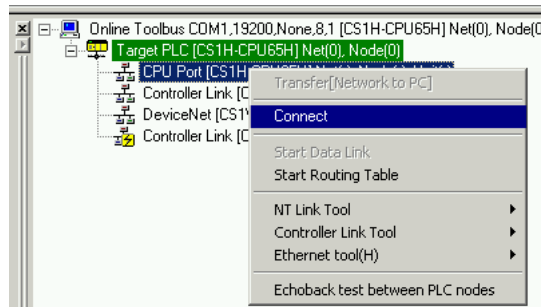 Online Toolbus COM1,19200,None,8,1 [CS1H-CPU65H] Net(0), Node(0
Target PLC [CS1H-CPU65H] Net(0), Node(0)
CPU Port [CS1H
Controller Link [C
DeviceNet [CS1
Controller Link [C
Transfer[Network to PC]
Connect
Start Data Link
Start Routing Table
NT Link Tool
Controller Link Tool
Ethernet tool(H)
Echoback test between PLC nodes